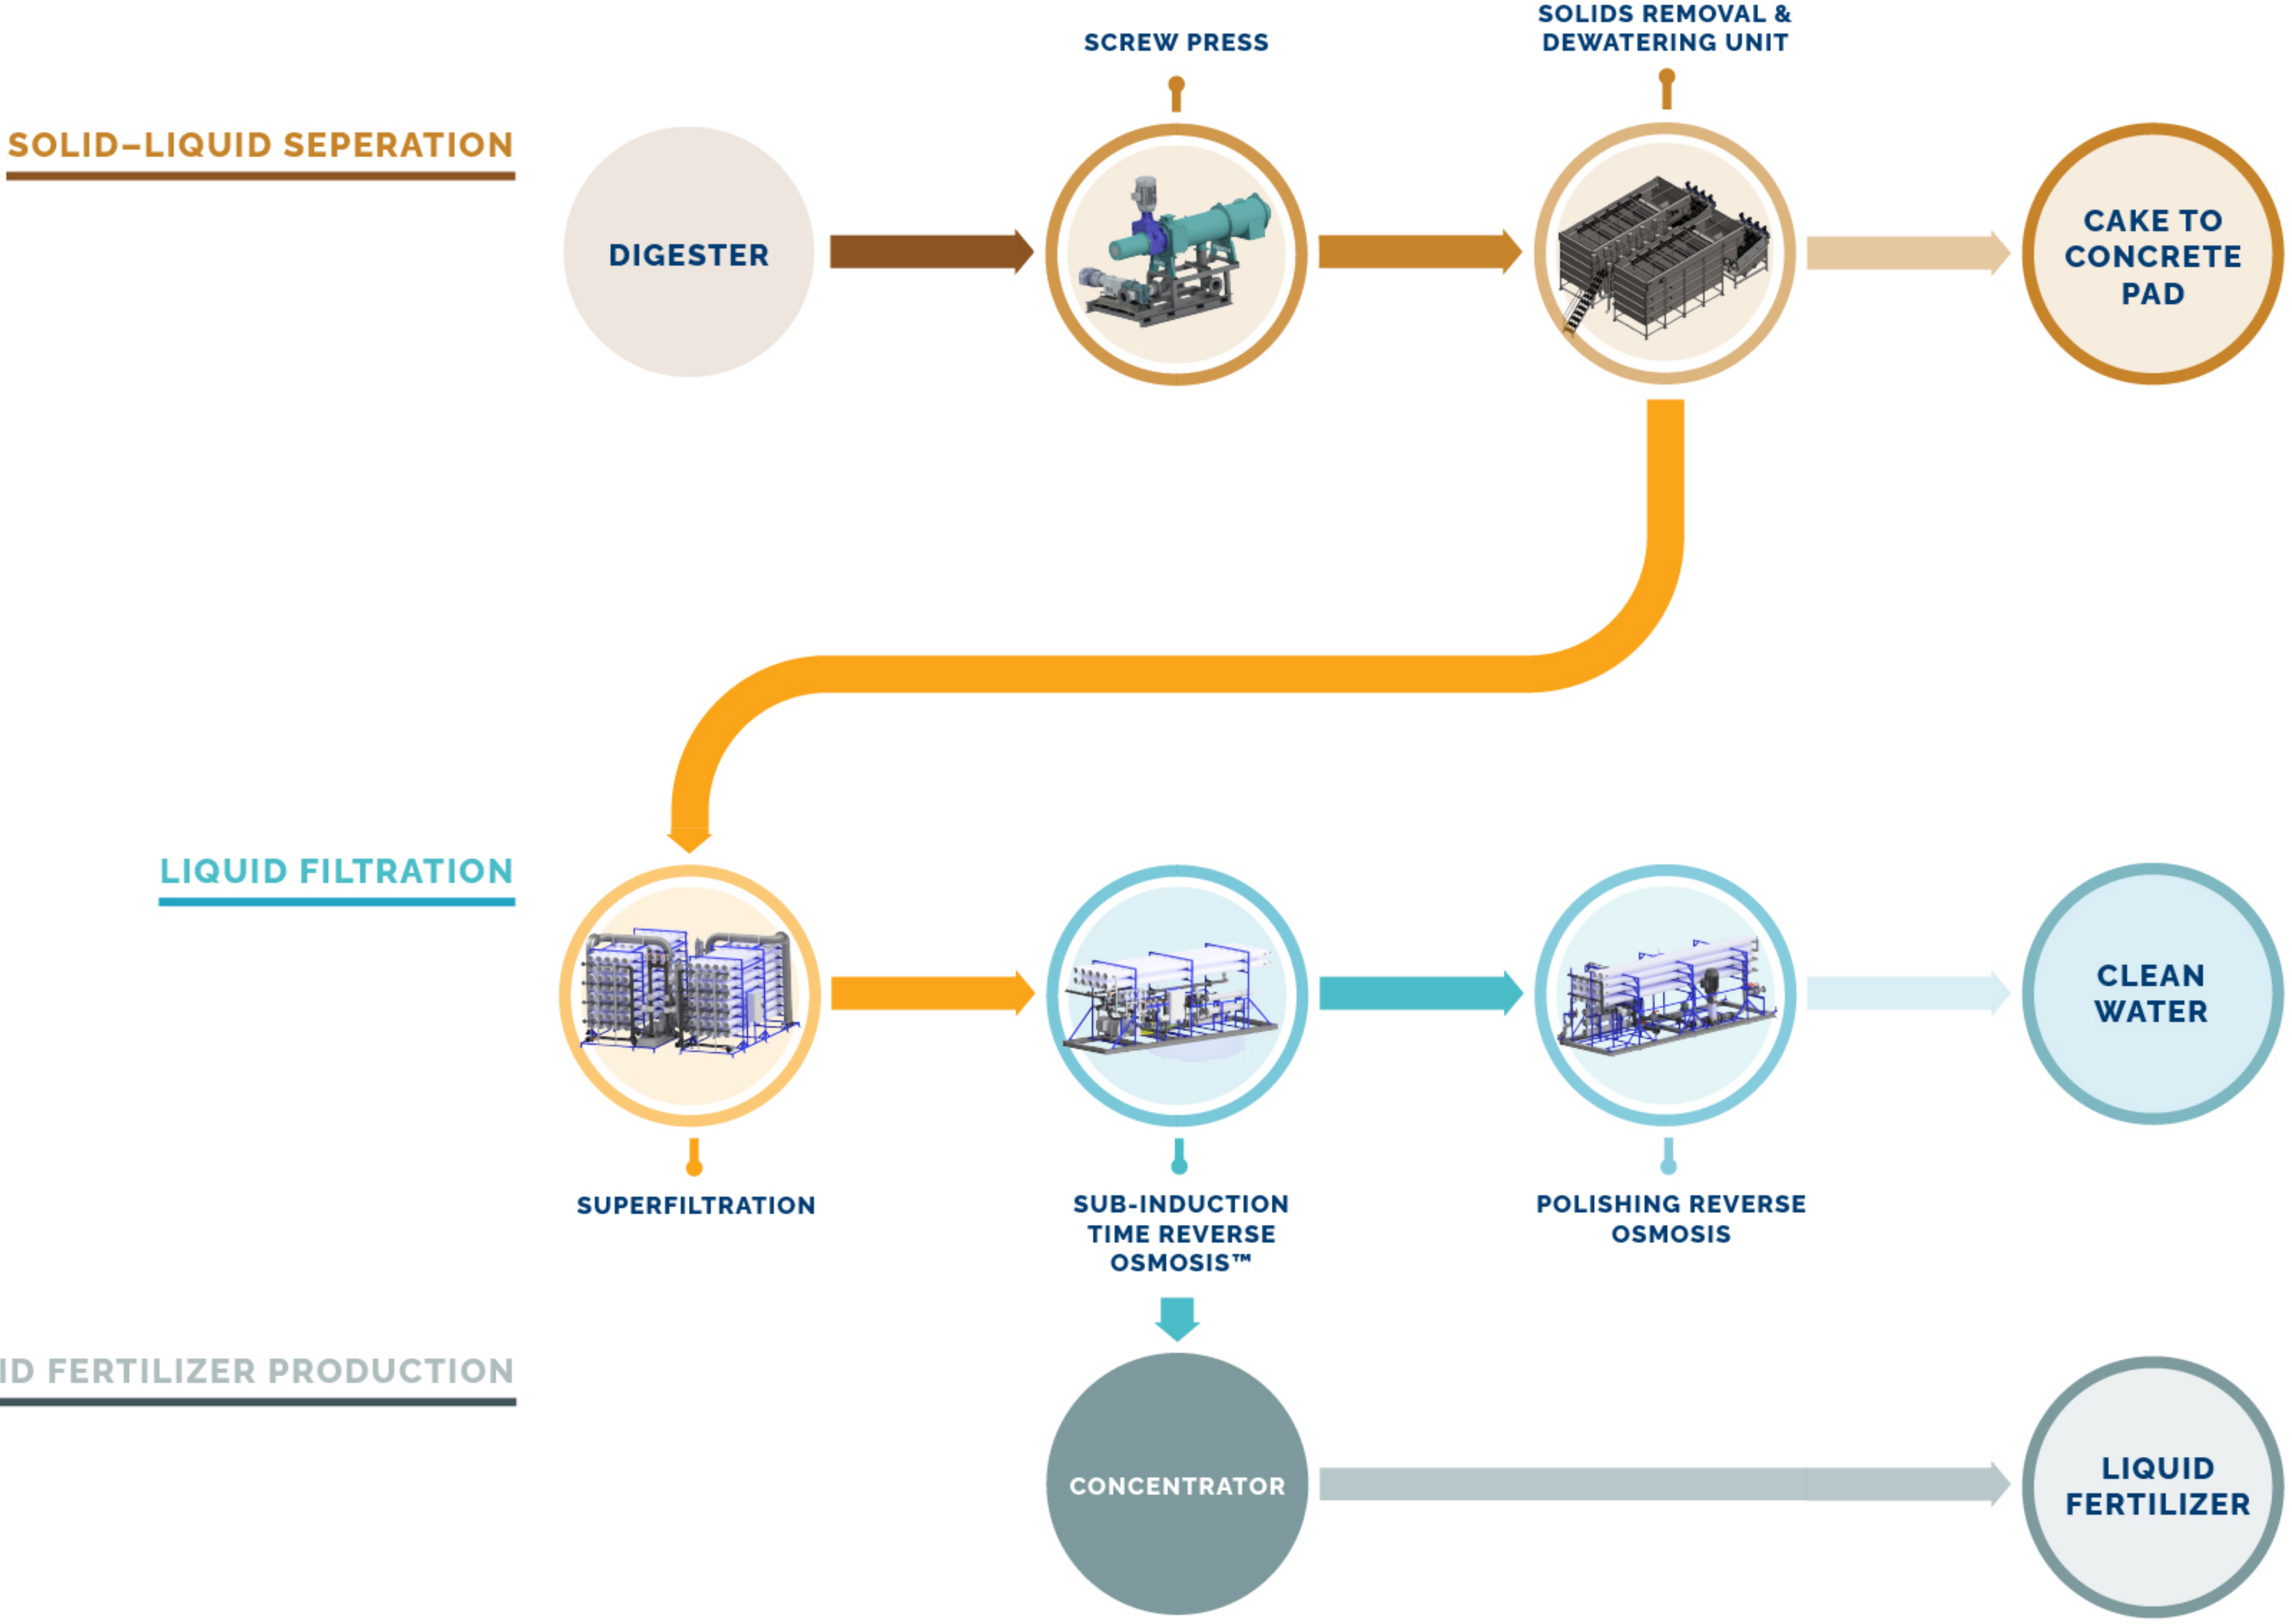 SCREW PRESS
SOLIDS REMOVAL &
DEWATERING UNIT
SOLID–LIQUID SEPERATION
DIGESTER
CAKE TO
CONCRETE
PAD
LIQUID FILTRATION
CLEAN
WATER
SUPERFILTRATION
SUB-INDUCTION
TIME REVERSE
OSMOSIS™
POLISHING REVERSE
OSMOSIS
ID FERTILIZER PRODUCTION
CONCENTRATOR
LIQUID
FERTILIZER